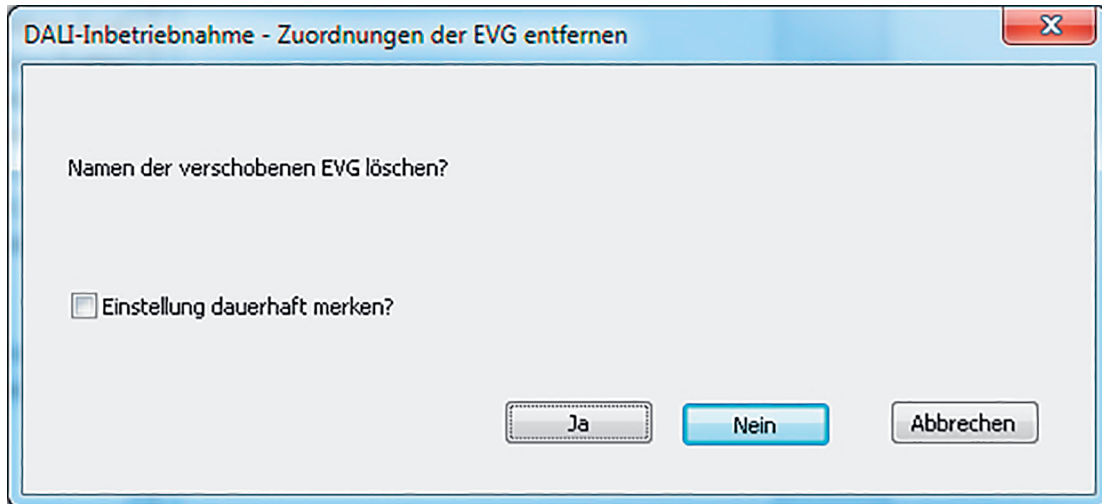 DALI-Inbetriebnahme - Zuordnungen der EVG entfernen
Namen der verschobenen EVG löschen?
Einstellung dauerhaft merken?
Ja Nein Abbrechen